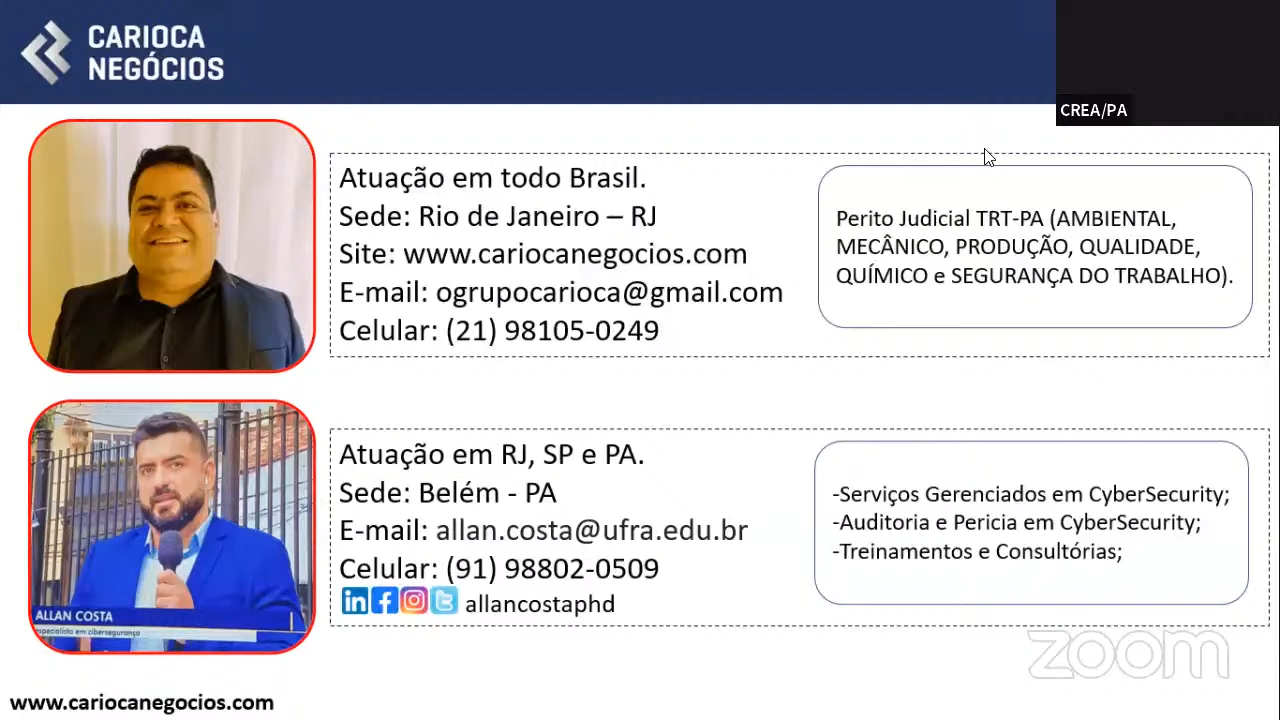 CARIOCA
NEGÓCIOS
CREA/PA
Atuação em todo Brasil.
Sede: Rio de Janeiro – RJ
Site: www.cariocanegocios.com
E-mail: ogrupocarioca@gmail.com
Celular: (21) 98105-0249
Perito Judicial TRT-PA (AMBIENTAL,
MECÂNICO, PRODUÇÃO, QUALIDADE,
QUÍMICO e SEGURANÇA DO TRABALHO).
ALLAN COSTA
especialista em cibersegurança
Atuação em RJ, SP e PA.
Sede: Belém - PA
E-mail: allan.costa@ufra.edu.br
Celular: (91) 98802-0509
allancostaphd
-Serviços Gerenciados em CyberSecurity;
-Auditoria e Pericia em CyberSecurity;
-Treinamentos e Consultórias;
zoom
www.cariocanegocios.com